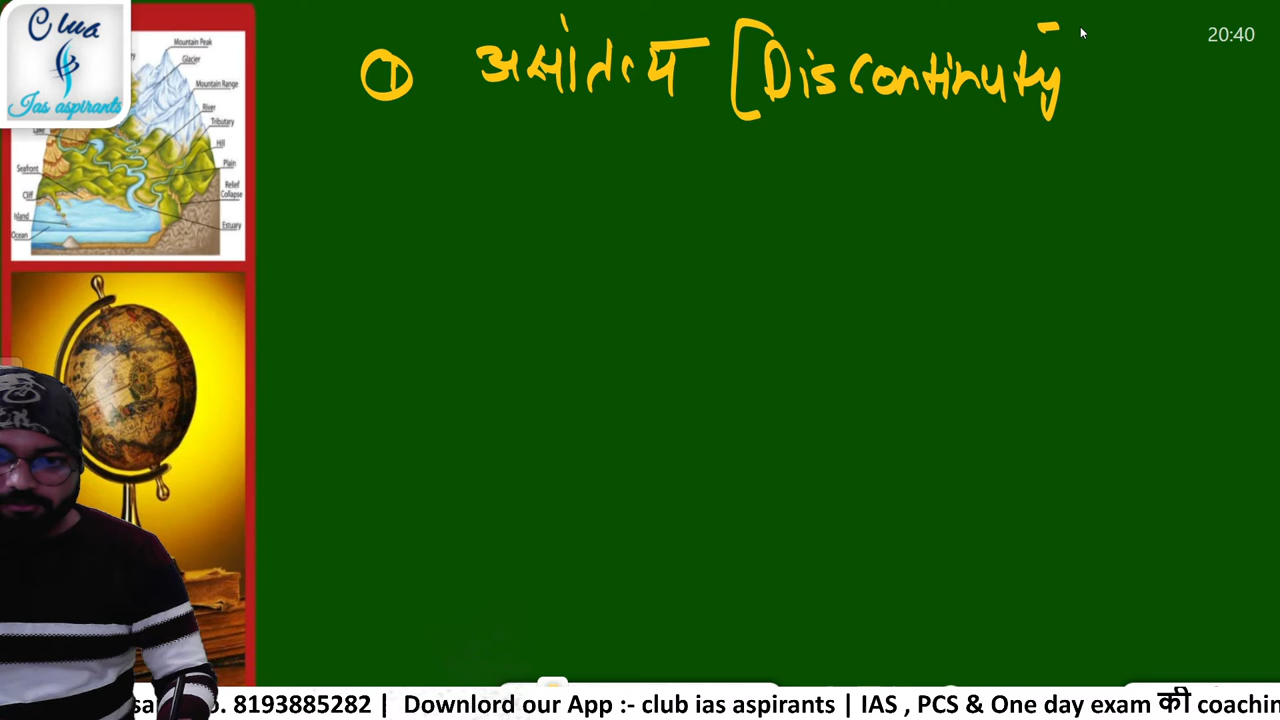 Clua
Ias aspirants
20:40
① असांतत्य [Discontinuty
Mountain Peak
Glacier
Mountain Range
River
Tributary
Hill
Plain
Seafront
Relief
Collapse
Cliff
Island
Estuary
Ocean
8193885282 | Downlord our App :- club ias aspirants | IAS , PCS & One day exam की coachin